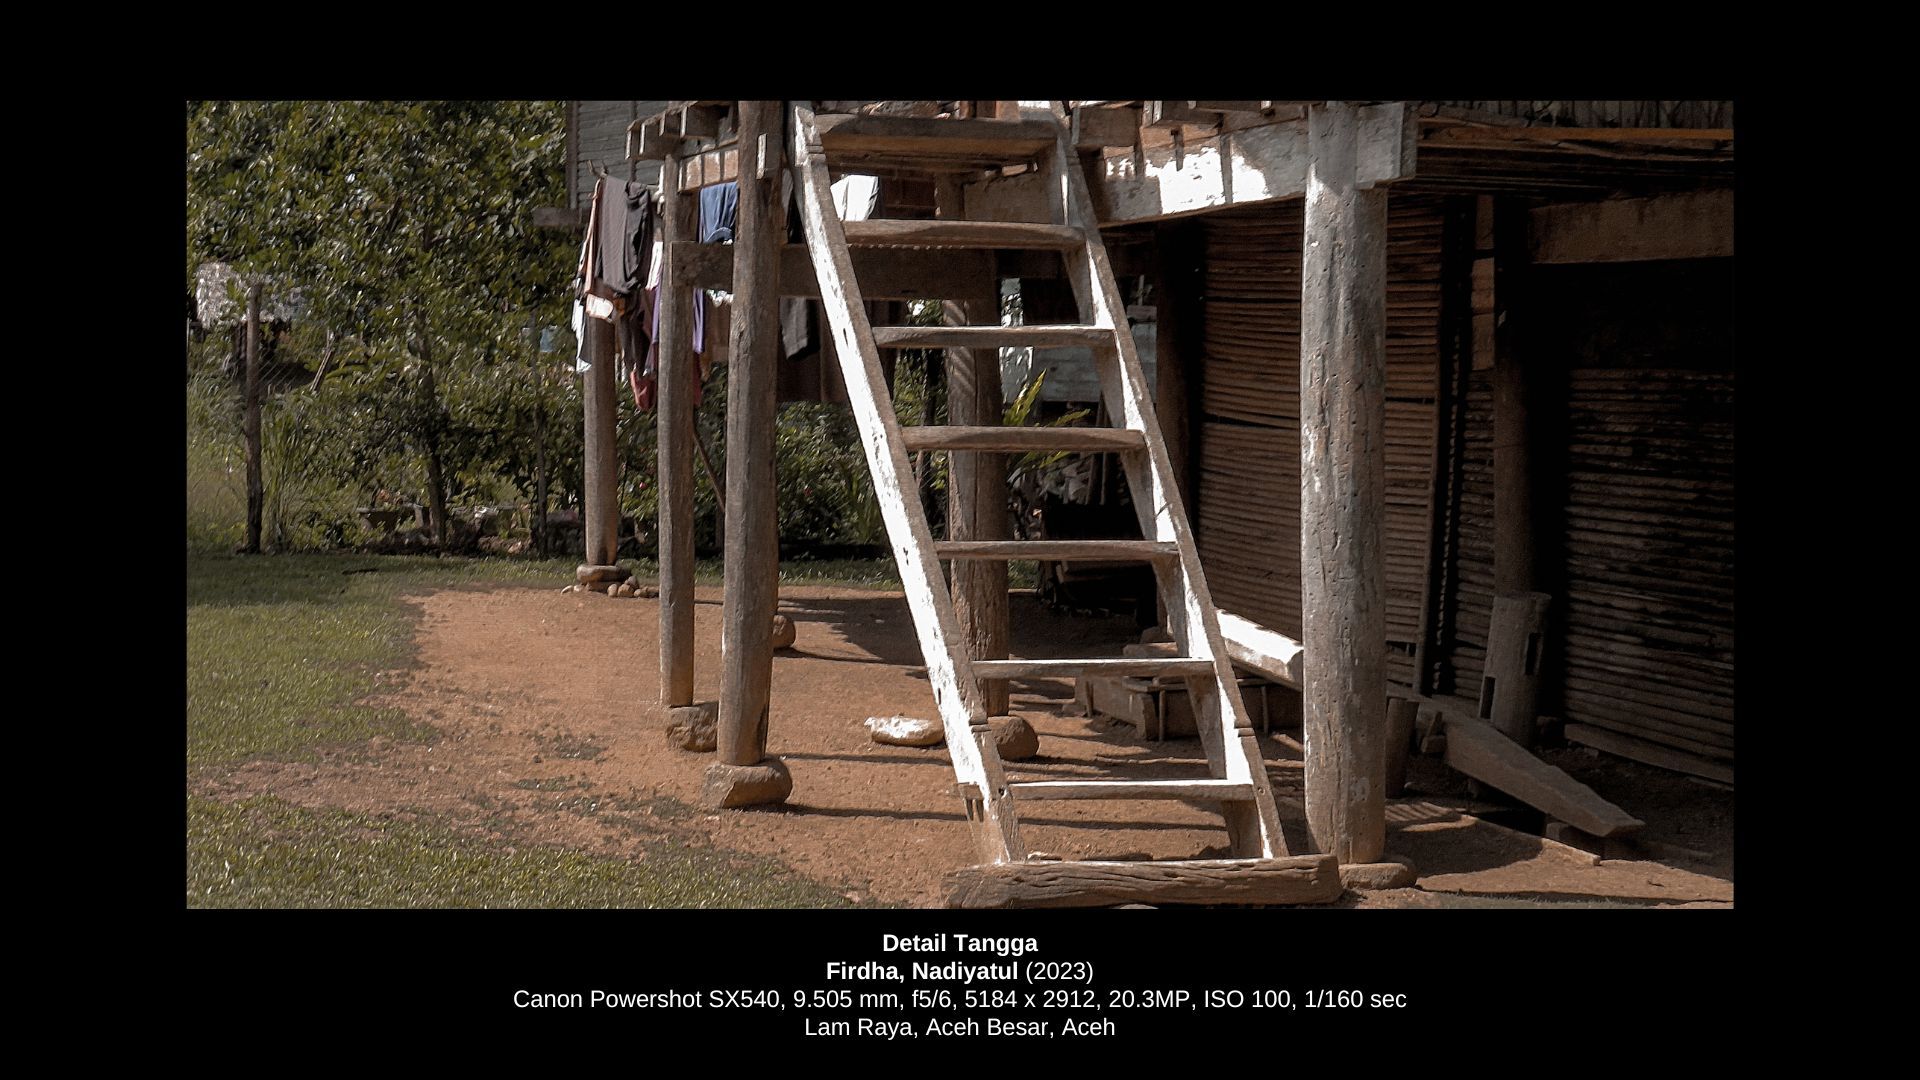 Detail Tangga
Firdha, Nadiyatul (2023)
Canon Powershot SX540, 9.505 mm, f5/6, 5184 x 2912, 20.3MP, ISO 100, 1/160 sec
Lam Raya, Aceh Besar, Aceh